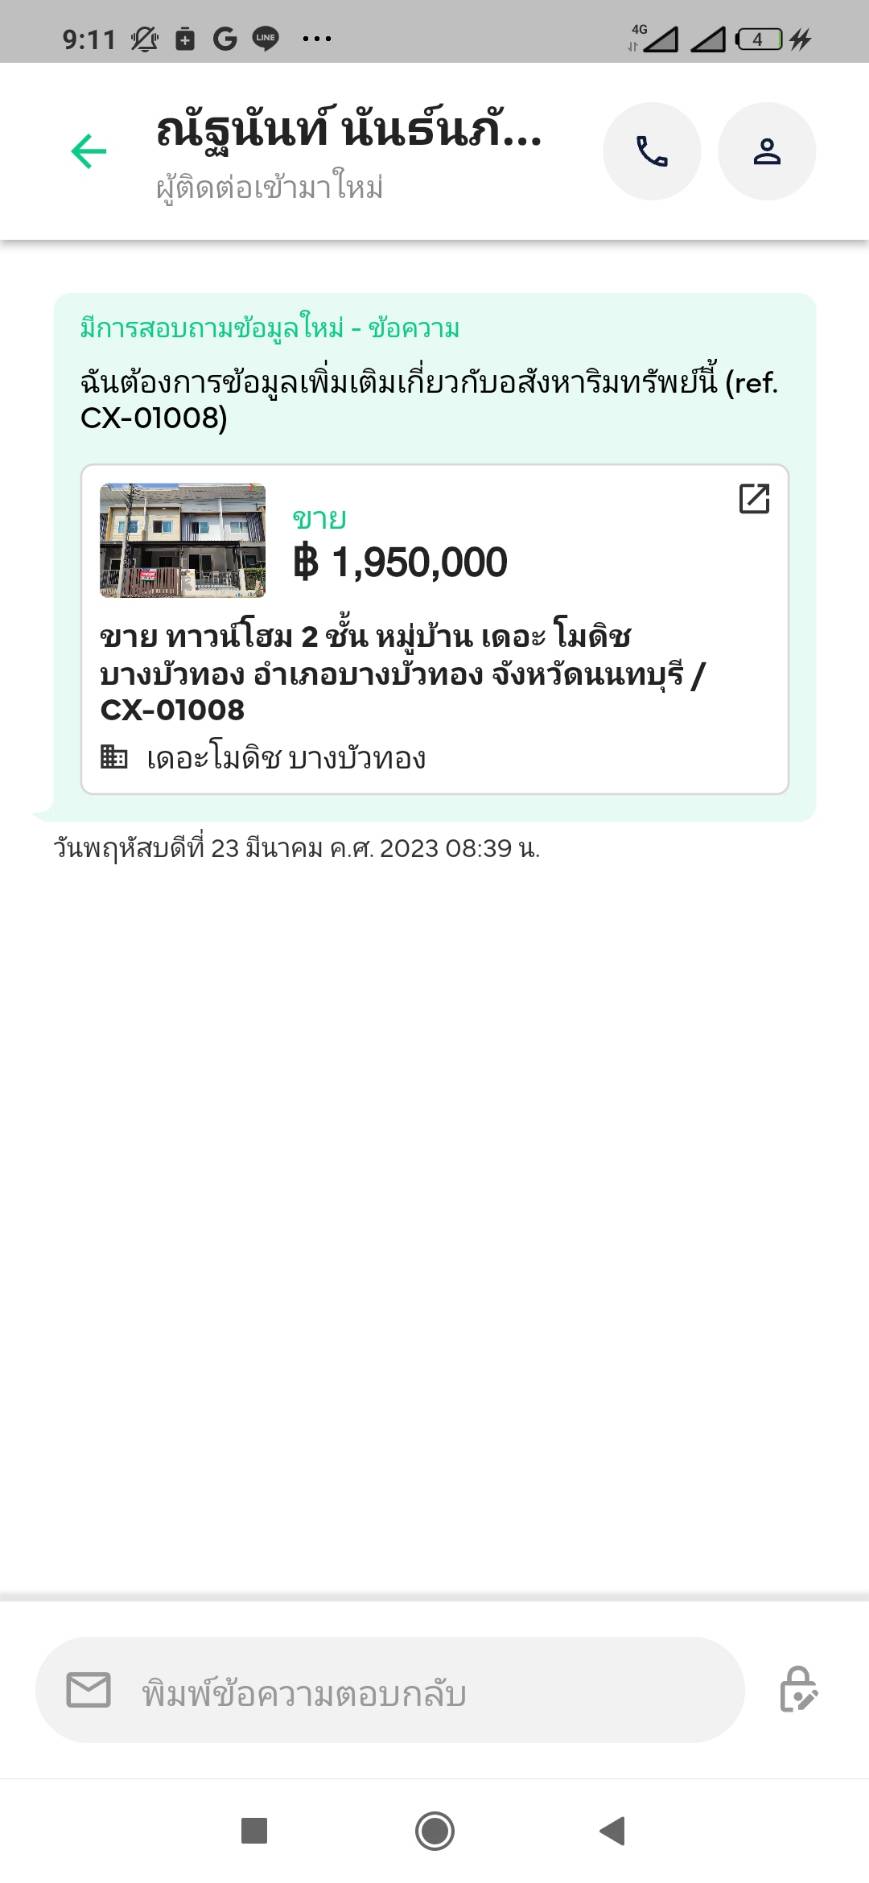 9:11
LINE
4G
4
ณัฐนันท์ นันธ์นภั...
ผู้ติดต่อเข้ามาใหม่
มีการสอบถามข้อมูลใหม่ - ข้อความ
ฉันต้องการข้อมูลเพิ่มเติมเกี่ยวกับอสังหาริมทรัพย์นี้ (ref.
CX-01008)
ขาย
฿ 1,950,000
ขาย ทาวน์โฮม 2 ชั้น หมู่บ้าน เดอะ โมดิช
บางบัวทอง อำเภอบางบัวทอง จังหวัดนนทบุรี /
CX-01008
เดอะโมดิช บางบัวทอง
วันพฤหัสบดีที่ 23 มีนาคม ค.ศ. 2023 08:39 น.
พิมพ์ข้อความตอบกลับ